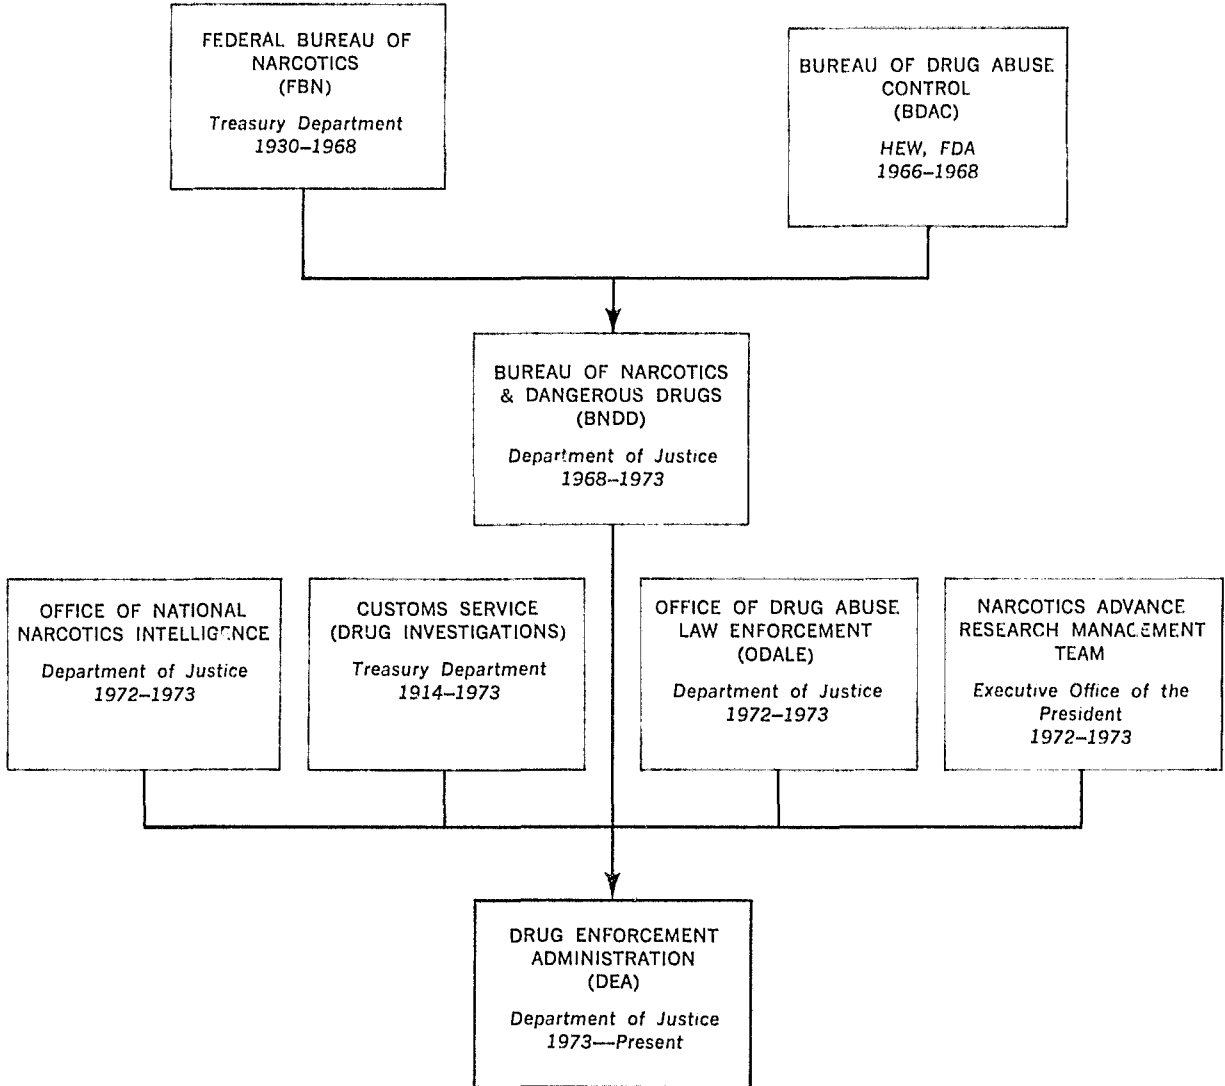 FEDERAL BUREAU OF
NARCOTICS
(FBN)
Treasury Department
1930–1968
BUREAU OF DRUG ABUSE
CONTROL
(BDAC)
HEW, FDA
1966–1968
BUREAU OF NARCOTICS
& DANGEROUS DRUGS
(BNDD)
Department of Justice
1968–1973
OFFICE OF NATIONAL
NARCOTICS INTELLIGENCE
Department of Justice
1972–1973
CUSTOMS SERVICE
(DRUG INVESTIGATIONS)
Treasury Department
1914–1973
OFFICE OF DRUG ABUSE
LAW ENFORCEMENT
(ODALE)
Department of Justice
1972–1973
NARCOTICS ADVANCE
RESEARCH MANAGEMENT
TEAM
Executive Office of the
President
1972–1973
DRUG ENFORCEMENT
ADMINISTRATION
(DEA)
Department of Justice
1973—Present